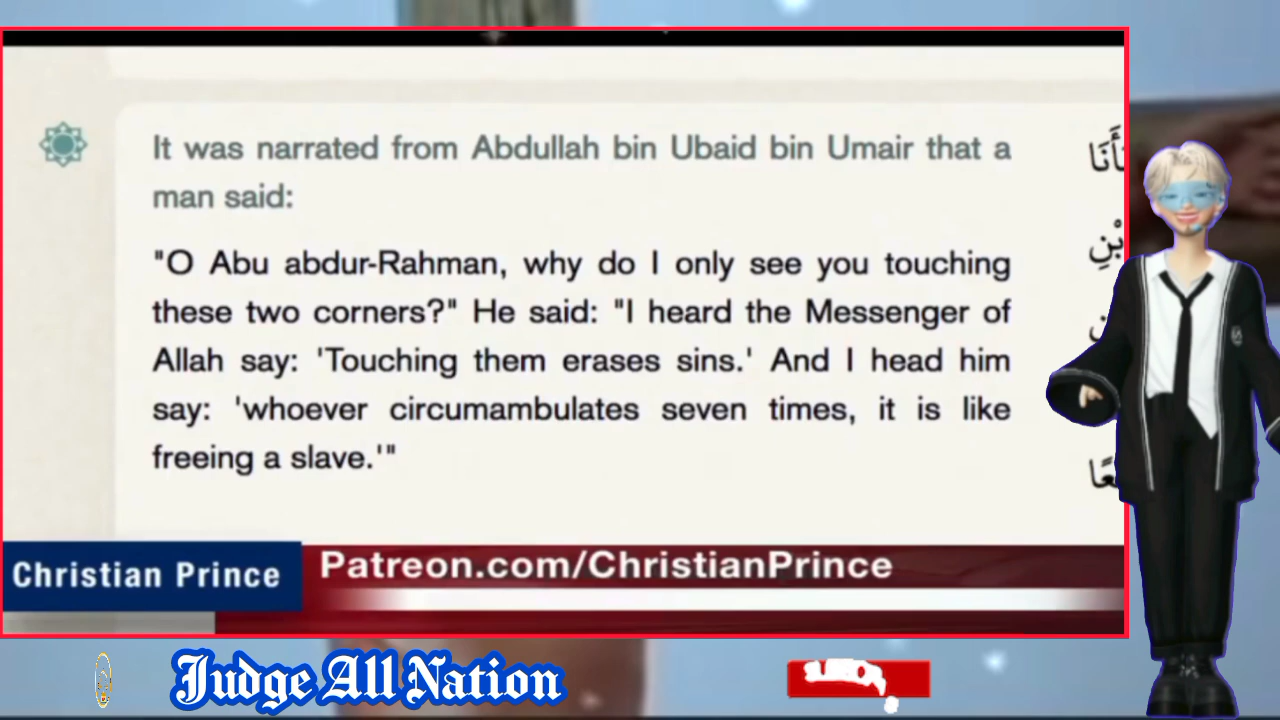 It was narrated from Abdullah bin Ubaid bin Umair that a
man said:
"O Abu abdur-Rahman, why do I only see you touching
these two corners?" He said: "I heard the Messenger of
Allah say: 'Touching them erases sins.' And I head him
say: 'whoever circumambulates seven times, it is like
freeing a slave.'"
Christian Prince
Patreon.com/ChristianPrince
Judge All Nation